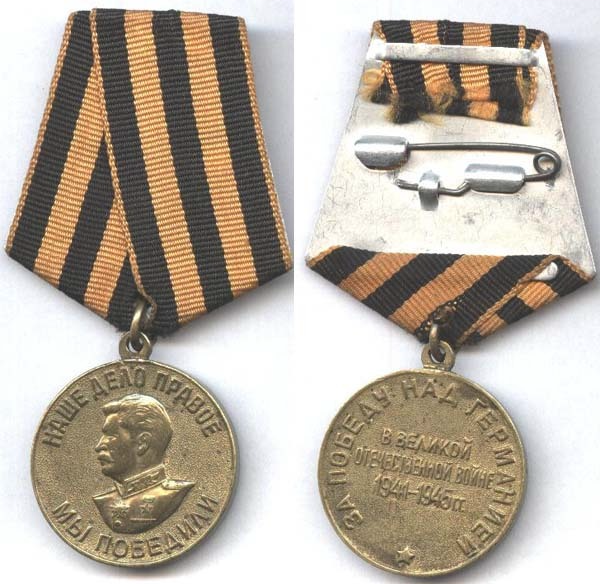 НАШЕ ДЕЛО ПРАВОЕ
МЫ ПОБЕДИЛИ
ЗА ПОБЕДУ НАД ГЕРМАНИЕЙ
В ВЕЛИКОЙ
ОТЕЧЕСТВЕННОЙ ВОЙНЕ
1941–1945 ГГ